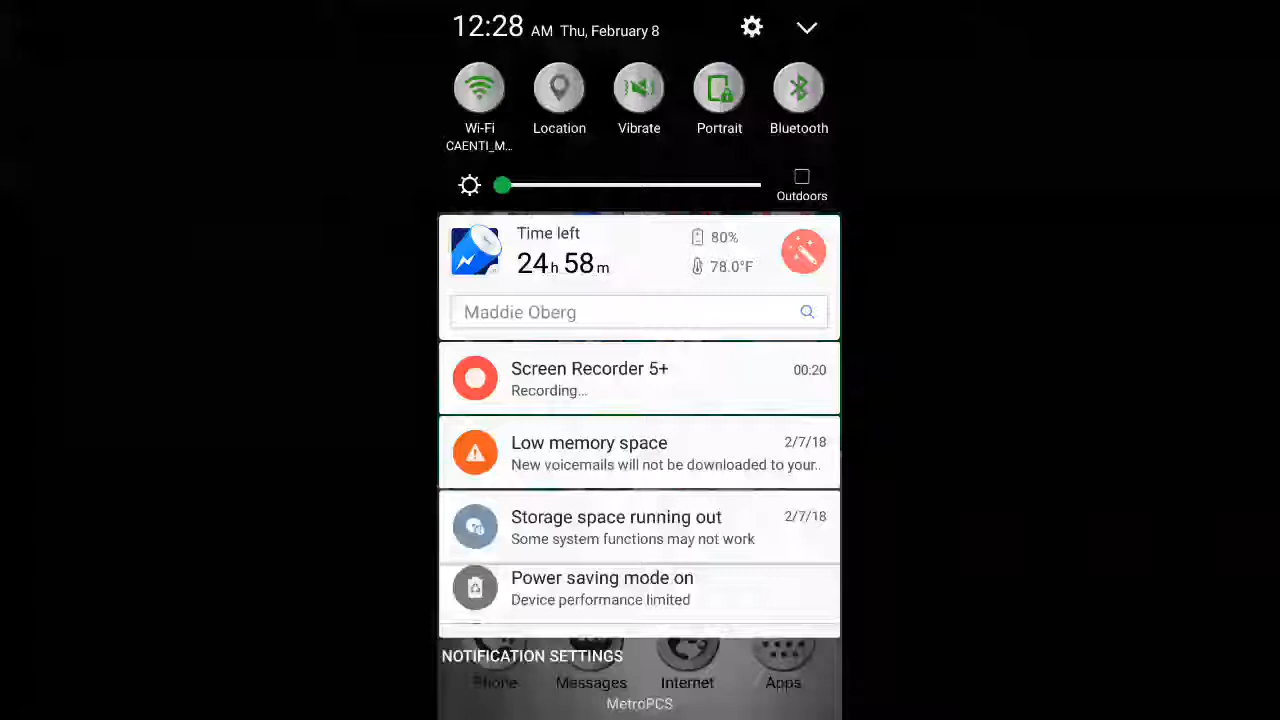 12:28 AM Thu, February 8
Wi-Fi Location Vibrate Portrait Bluetooth
CAENTI_M...
Outdoors
Time left
24h 58m
80%
78.0°F
Maddie Oberg
Screen Recorder 5+ 00:20
Recording...
Low memory space 2/7/18
New voicemails will not be downloaded to your..
Storage space running out 2/7/18
Some system functions may not work
Power saving mode on
Device performance limited
NOTIFICATION SETTINGS
Phone Messages Internet Apps
MetroPCS